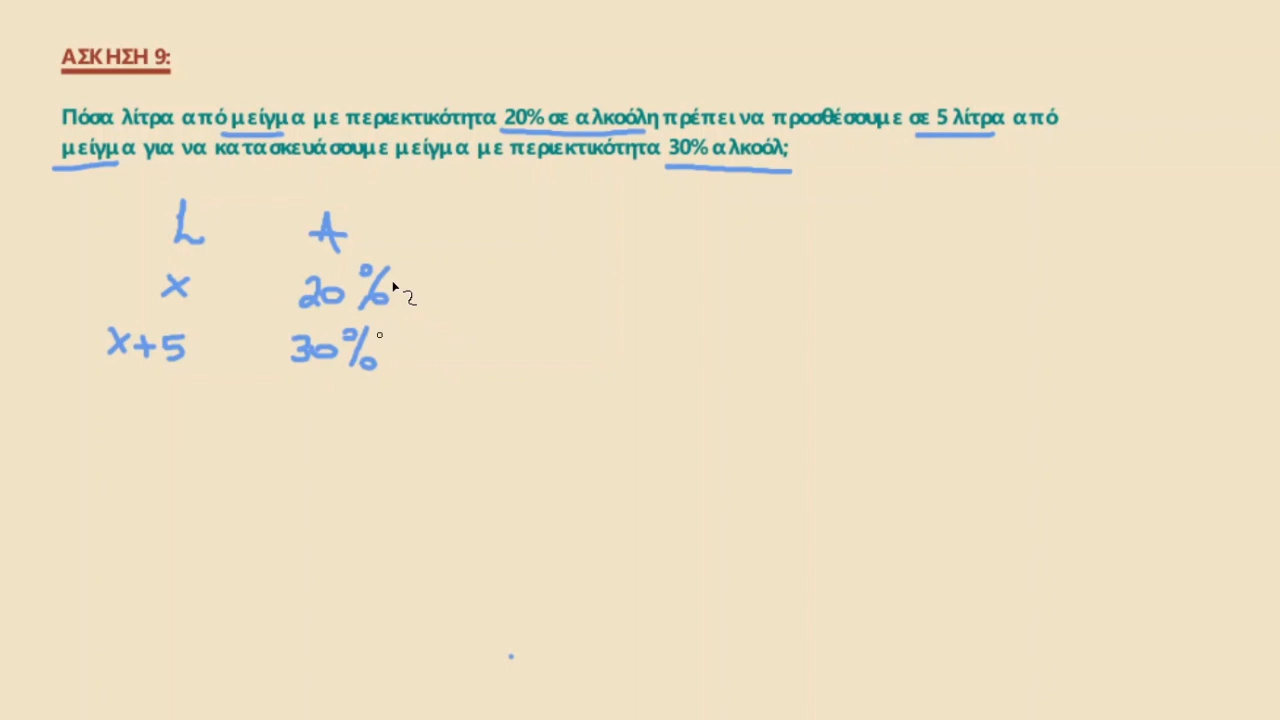 ΑΣΚΗΣΗ 9:
Πόσα λίτρα από μείγμα με περιεκτικότητα 20% σε αλκοόλη πρέπει να προσθέσουμε σε 5 λίτρα από
μείγμα για να κατασκευάσουμε μείγμα με περιεκτικότητα 30% αλκοόλ;
L A
x 20%
x+5 30%